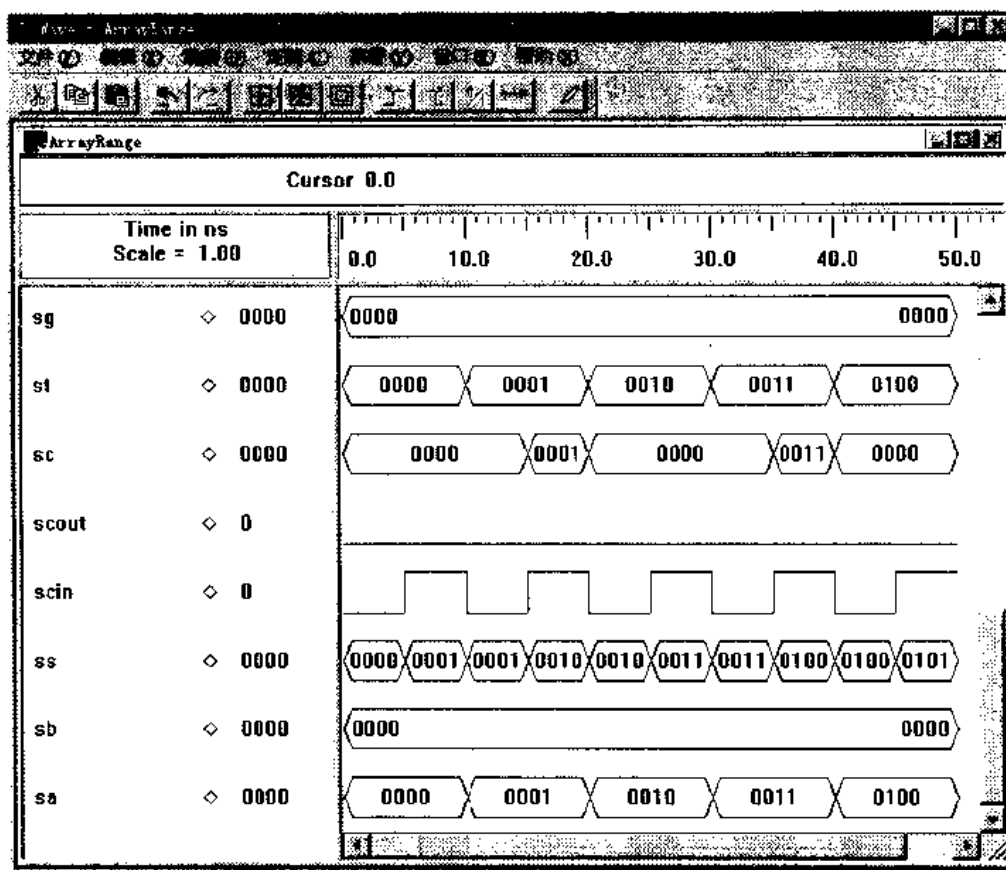 ArrayRange
Cursor 0.0
Time in ns
Scale = 1.00
0.0 10.0 20.0 30.0 40.0 50.0
sg 0000 0000 0000
st 0000 0000 0001 0010 0011 0100
sc 0000 0000 0001 0000 0011 0000
scout 0
scin 0
ss 0000 0000 0001 0001 0010 0010 0011 0011 0100 0100 0101
sb 0000 0000 0000
sa 0000 0000 0001 0010 0011 0100